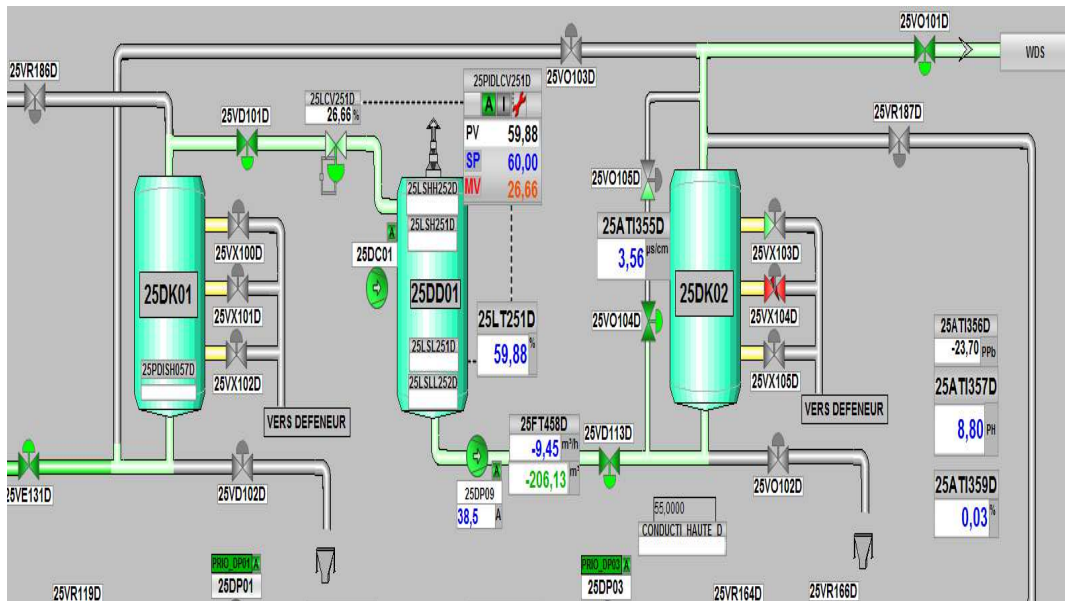 25VO101D
WDS
25VR186D
25VO103D
25PIDLCV251D
A I
PV 59,88
SP 60,00
MV 26,66
25LCV251D
26,66 %
25VD101D
25VR187D
25VO105D
25LSHH252D
25LSH251D
25ATI355D
3,56 µs/cm
25VX100D
25VX103D
25DC01
A
25DK01
25DD01
25DK02
25VX101D
25VX104D
25LT251D
59,88 %
25VO104D
25LSL251D
25LSLL252D
25PDISH057D
25VX102D
25VX105D
25ATI356D
-23,70 PPb
25ATI357D
8,80 PH
VERS DEFENEUR
VERS DEFENEUR
25FT458D
-9,45 m³/h
-206,13 m³
25VD113D
25ATI359D
0,03 %
25VE131D
25VD102D
25DP09
A
38,5 A
25VO102D
55,0000
CONDUCTI_HAUTE_D
PRIO_DP01 A
25DP01
PRIO_DP03 A
25DP03
25VR119D
25VR164D
25VR166D